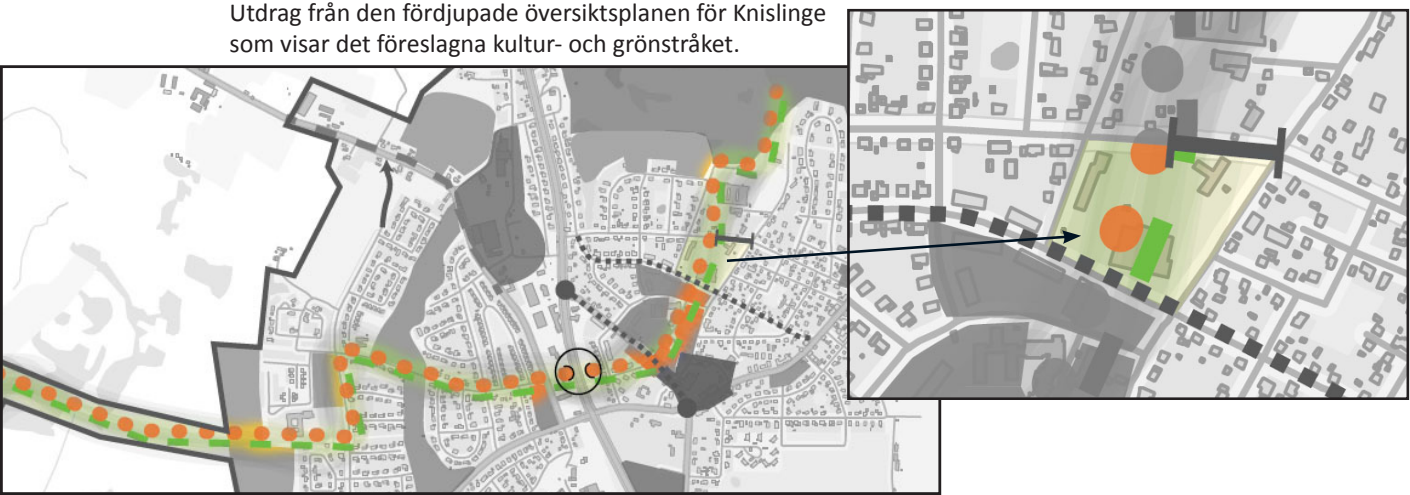 Utdrag från den fördjupade översiktsplanen för Knislinge
som visar det föreslagna kultur- och grönstråket.